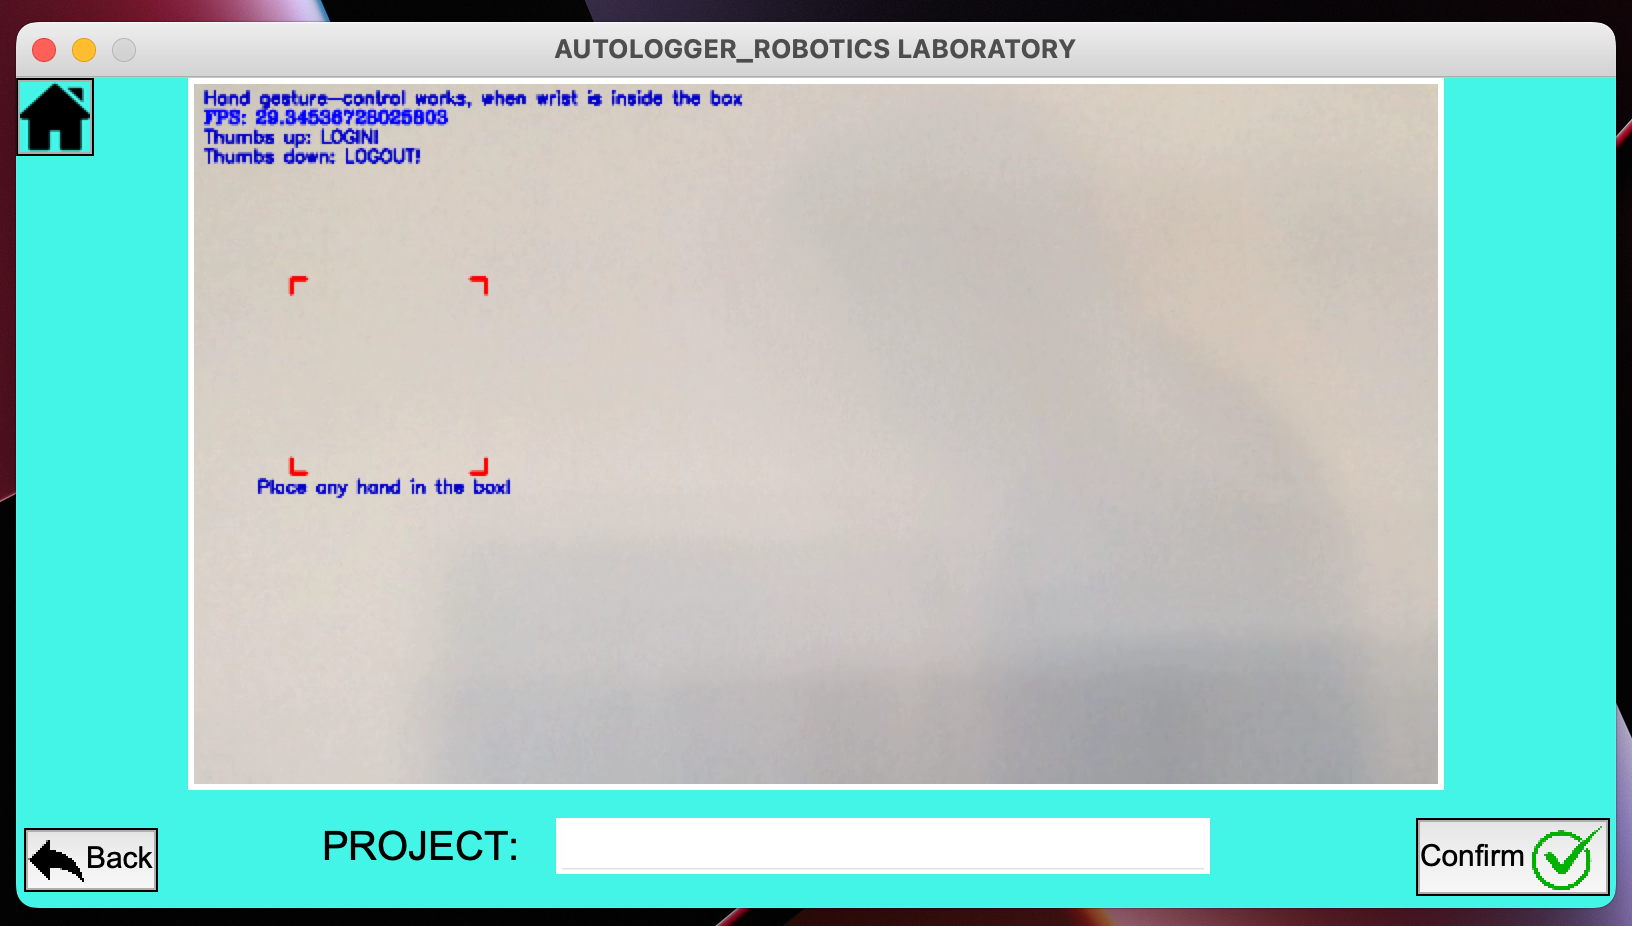 AUTOLOGGER_ROBOTICS LABORATORY
Hand gesture-control works, when wrist is inside the box
FPS: 29.34536728025803
Thumbs up: LOGIN!
Thumbs down: LOGOUT!
Place any hand in the box!
Back
PROJECT:
Confirm